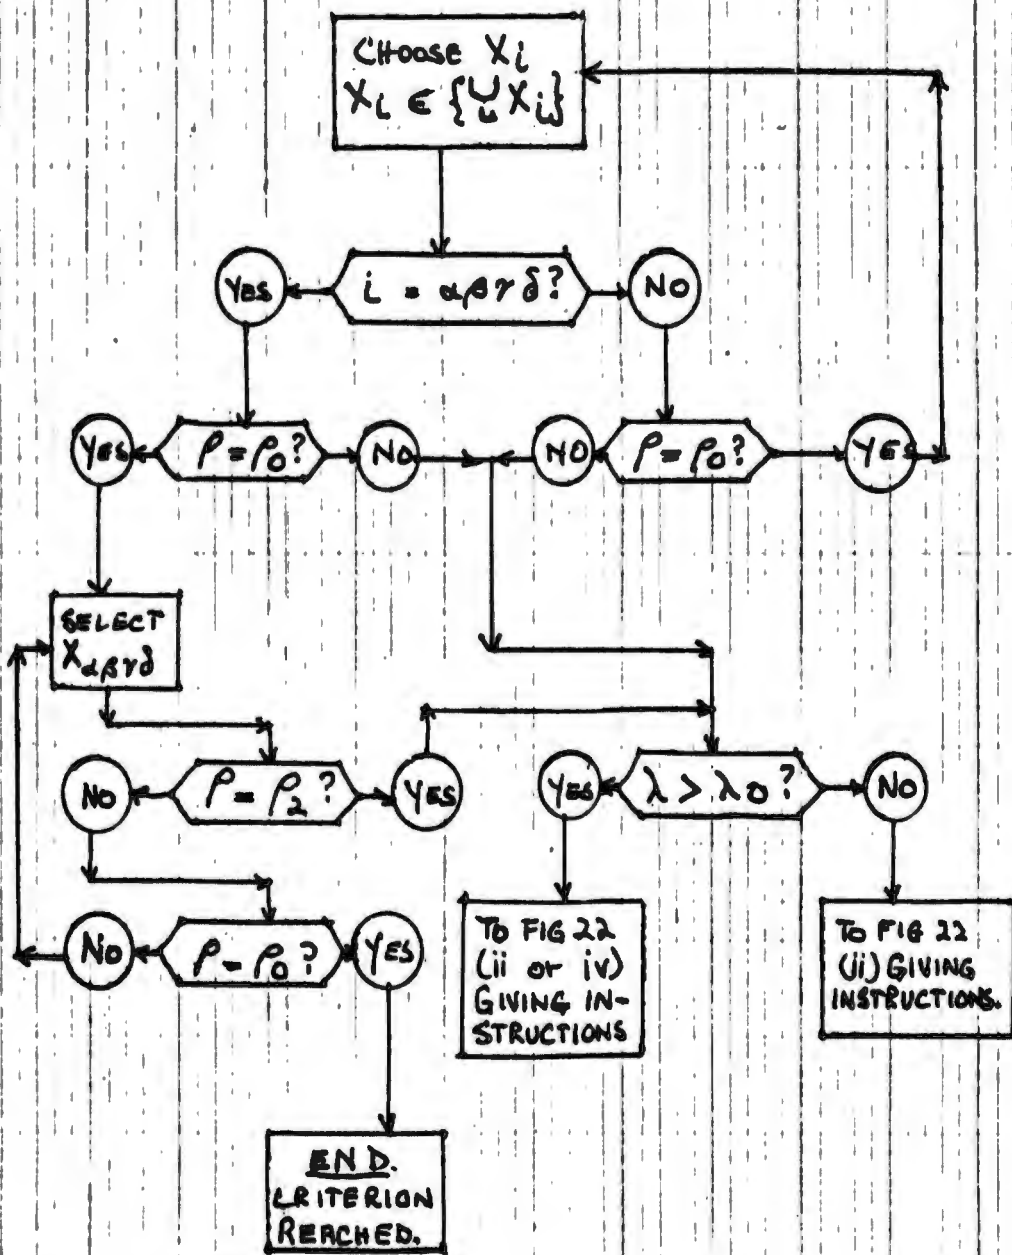 CHOOSE Xi
Xi ∈ {∪i Xi}
YES
i = αβγδ?
NO
YES
ρ = ρ0?
NO
NO
ρ = ρ0?
YES
SELECT
Xαβγδ
NO
ρ = ρ2?
YES
YES
λ > λ0?
NO
NO
ρ = ρ0?
YES
TO FIG 22
(ii or iv)
GIVING IN-
STRUCTIONS
TO FIG 22
(ii) GIVING
INSTRUCTIONS.
END.
CRITERION
REACHED.